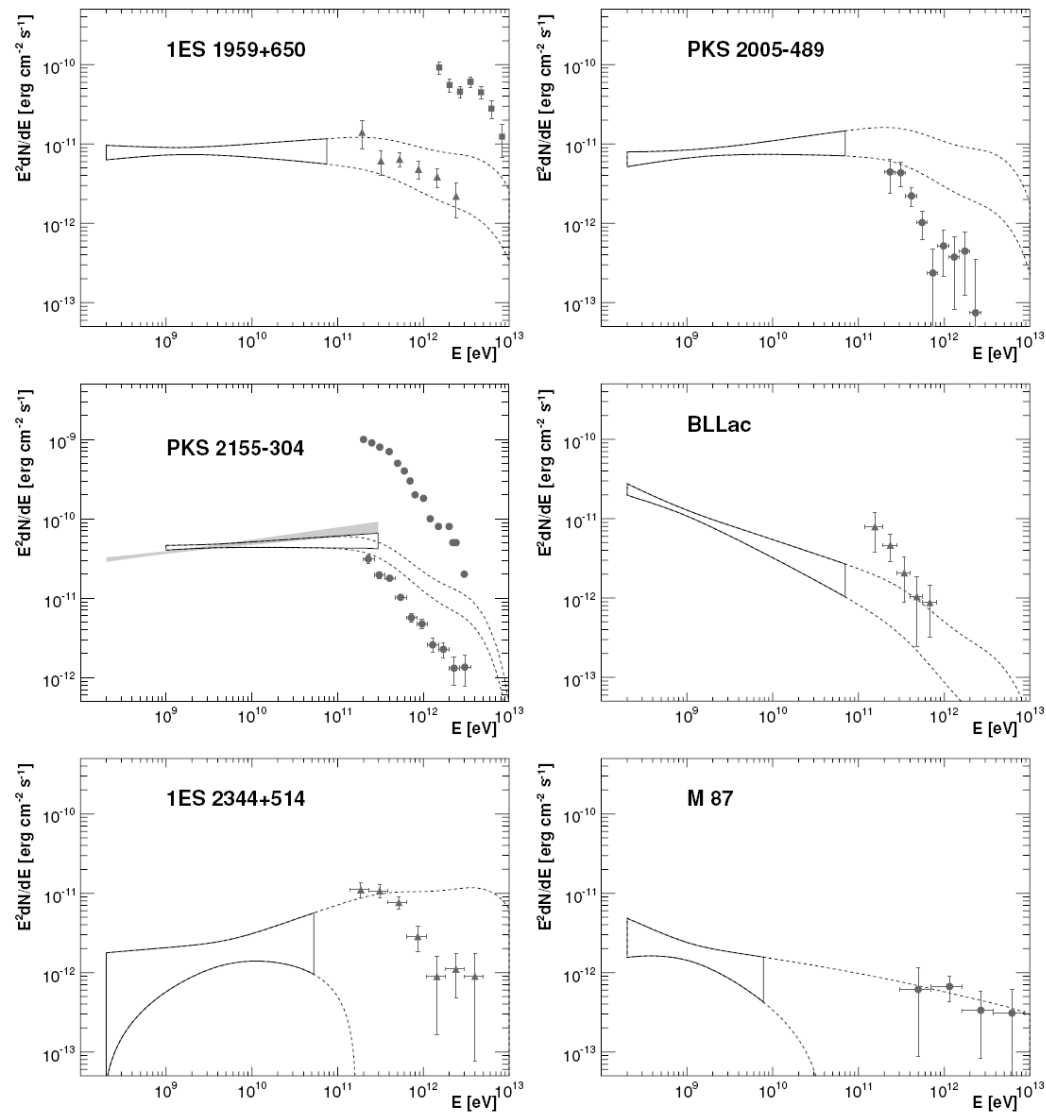 1ES 1959+650
E²dN/dE [erg cm⁻² s⁻¹]
10⁻¹⁰
10⁻¹¹
10⁻¹²
10⁻¹³
10⁹ 10¹⁰ 10¹¹ 10¹² 10¹³
E [eV]
PKS 2005-489
E²dN/dE [erg cm⁻² s⁻¹]
10⁻¹⁰
10⁻¹¹
10⁻¹²
10⁻¹³
10⁹ 10¹⁰ 10¹¹ 10¹² 10¹³
E [eV]
PKS 2155-304
E²dN/dE [erg cm⁻² s⁻¹]
10⁻⁹
10⁻¹⁰
10⁻¹¹
10⁻¹²
10⁹ 10¹⁰ 10¹¹ 10¹² 10¹³
E [eV]
BLLac
E²dN/dE [erg cm⁻² s⁻¹]
10⁻¹⁰
10⁻¹¹
10⁻¹²
10⁻¹³
10⁹ 10¹⁰ 10¹¹ 10¹² 10¹³
E [eV]
1ES 2344+514
E²dN/dE [erg cm⁻² s⁻¹]
10⁻¹⁰
10⁻¹¹
10⁻¹²
10⁻¹³
10⁹ 10¹⁰ 10¹¹ 10¹² 10¹³
E [eV]
M 87
E²dN/dE [erg cm⁻² s⁻¹]
10⁻¹⁰
10⁻¹¹
10⁻¹²
10⁻¹³
10⁹ 10¹⁰ 10¹¹ 10¹² 10¹³
E [eV]